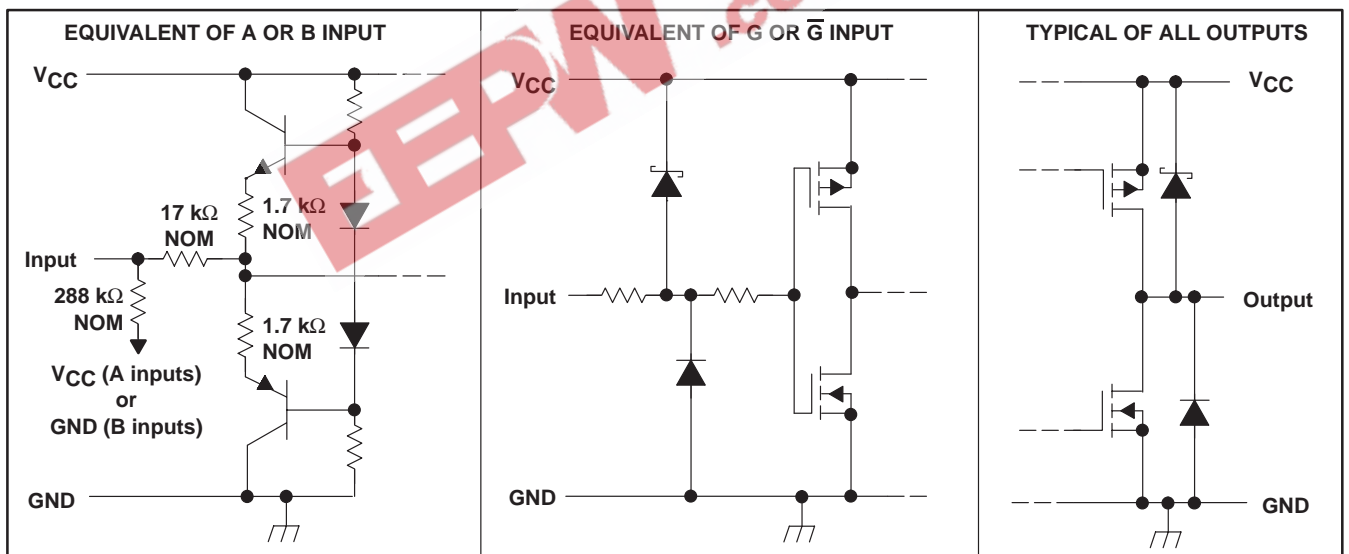 EQUIVALENT OF A OR B INPUT
VCC
17 kΩ
NOM
1.7 kΩ
NOM
Input
288 kΩ
NOM
1.7 kΩ
NOM
VCC (A inputs)
or
GND (B inputs)
GND
EQUIVALENT OF G OR G̅ INPUT
VCC
Input
GND
TYPICAL OF ALL OUTPUTS
VCC
Output
GND
EEPW